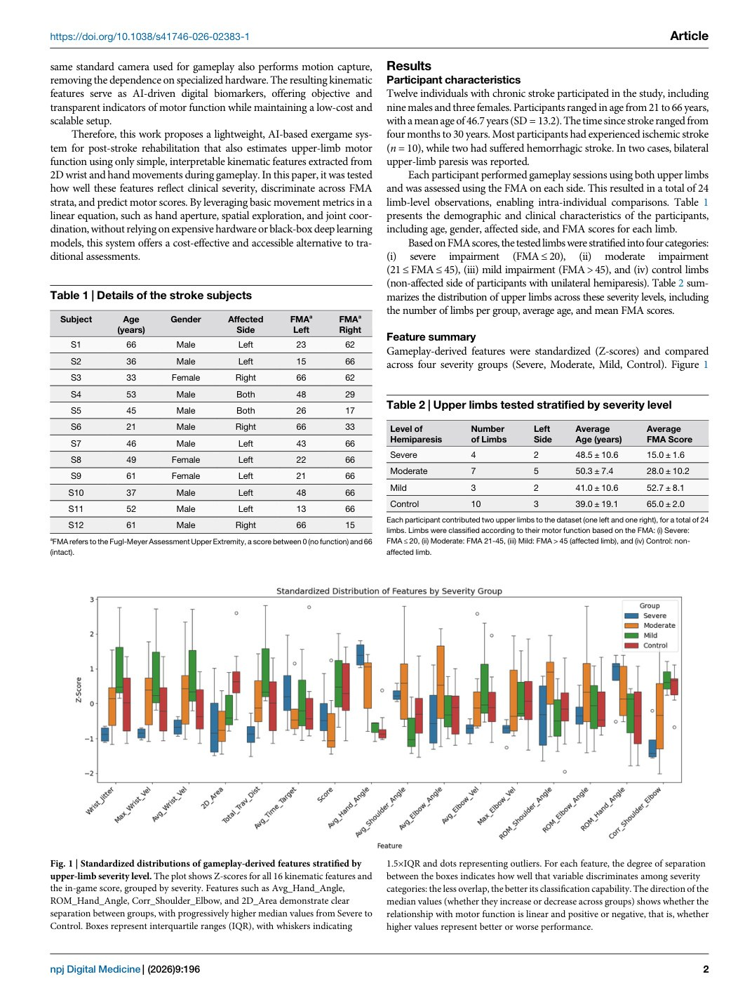 https://doi.org/10.1038/s41746-026-02383-1
Article
same standard camera used for gameplay also performs motion capture,
removing the dependence on specialized hardware. The resulting kinematic
features serve as AI-driven digital biomarkers, offering objective and
transparent indicators of motor function while maintaining a low-cost and
scalable setup.
Therefore, this work proposes a lightweight, AI-based exergame sys-
tem for post-stroke rehabilitation that also estimates upper-limb motor
function using only simple, interpretable kinematic features extracted from
2D wrist and hand movements during gameplay. In this paper, it was tested
how well these features reflect clinical severity, discriminate across FMA
strata, and predict motor scores. By leveraging basic movement metrics in a
linear equation, such as hand aperture, spatial exploration, and joint coor-
dination, without relying on expensive hardware or black-box deep learning
models, this system offers a cost-effective and accessible alternative to tra-
ditional assessments.
Table 1 | Details of the stroke subjects
Subject Age (years) Gender Affected Side FMAᵃ Left FMAᵃ Right
S1 66 Male Left 23 62
S2 36 Male Left 15 66
S3 33 Female Right 66 62
S4 53 Male Both 48 29
S5 45 Male Both 26 17
S6 21 Male Right 66 33
S7 46 Male Left 43 66
S8 49 Female Left 22 66
S9 61 Female Left 21 66
S10 37 Male Left 48 66
S11 52 Male Left 13 66
S12 61 Male Right 66 15
ᵃFMA refers to the Fugl-Meyer Assessment Upper Extremity, a score between 0 (no function) and 66
(intact).
Results
Participant characteristics
Twelve individuals with chronic stroke participated in the study, including
nine males and three females. Participants ranged in age from 21 to 66 years,
with a mean age of 46.7 years (SD = 13.2). The time since stroke ranged from
four months to 30 years. Most participants had experienced ischemic stroke
(n = 10), while two had suffered hemorrhagic stroke. In two cases, bilateral
upper-limb paresis was reported.
Each participant performed gameplay sessions using both upper limbs
and was assessed using the FMA on each side. This resulted in a total of 24
limb-level observations, enabling intra-individual comparisons. Table 1
presents the demographic and clinical characteristics of the participants,
including age, gender, affected side, and FMA scores for each limb.
Based on FMA scores, the tested limbs were stratified into four categories:
(i) severe impairment (FMA ≤ 20), (ii) moderate impairment
(21 ≤ FMA ≤ 45), (iii) mild impairment (FMA > 45), and (iv) control limbs
(non-affected side of participants with unilateral hemiparesis). Table 2 sum-
marizes the distribution of upper limbs across these severity levels, including
the number of limbs per group, average age, and mean FMA scores.
Feature summary
Gameplay-derived features were standardized (Z-scores) and compared
across four severity groups (Severe, Moderate, Mild, Control). Figure 1
Table 2 | Upper limbs tested stratified by severity level
Level of Hemiparesis Number of Limbs Left Side Average Age (years) Average FMA Score
Severe 4 2 48.5 ± 10.6 15.0 ± 1.6
Moderate 7 5 50.3 ± 7.4 28.0 ± 10.2
Mild 3 2 41.0 ± 10.6 52.7 ± 8.1
Control 10 3 39.0 ± 19.1 65.0 ± 2.0
Each participant contributed two upper limbs to the dataset (one left and one right), for a total of 24
limbs. Limbs were classified according to their motor function based on the FMA: (i) Severe:
FMA ≤ 20, (ii) Moderate: FMA 21–45, (iii) Mild: FMA > 45 (affected limb), and (iv) Control: non-
affected limb.
Standardized Distribution of Features by Severity Group
Z-Score
3
2
1
0
−1
−2
Group
Severe
Moderate
Mild
Control
Wrist_Jitter
Max_Wrist_Vel
Avg_Wrist_Vel
2D_Area
Total_Trav_Dist
Avg_Time_Target
Score
Avg_Hand_Angle
Avg_Shoulder_Angle
Avg_Elbow_Angle
Avg_Elbow_Vel
Max_Elbow_Vel
ROM_Shoulder_Angle
ROM_Elbow_Angle
ROM_Hand_Angle
Corr_Shoulder_Elbow
Feature
Fig. 1 | Standardized distributions of gameplay-derived features stratified by
upper-limb severity level. The plot shows Z-scores for all 16 kinematic features and
the in-game score, grouped by severity. Features such as Avg_Hand_Angle,
ROM_Hand_Angle, Corr_Shoulder_Elbow, and 2D_Area demonstrate clear
separation between groups, with progressively higher median values from Severe to
Control. Boxes represent interquartile ranges (IQR), with whiskers indicating
1.5×IQR and dots representing outliers. For each feature, the degree of separation
between the boxes indicates how well that variable discriminates among severity
categories: the less overlap, the better its classification capability. The direction of the
median values (whether they increase or decrease across groups) shows whether the
relationship with motor function is linear and positive or negative, that is, whether
higher values represent better or worse performance.
npj Digital Medicine | (2026)9:196
2